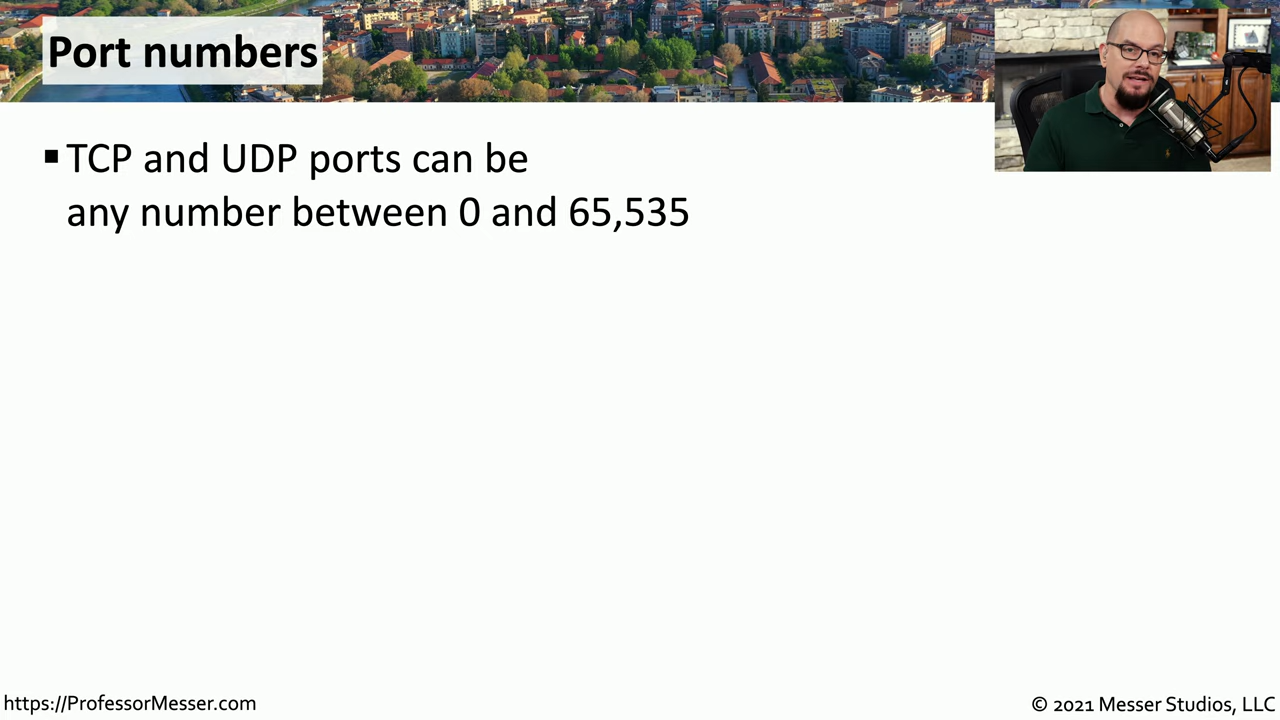 Port numbers
▪ TCP and UDP ports can be
any number between 0 and 65,535
https://ProfessorMesser.com
© 2021 Messer Studios, LLC